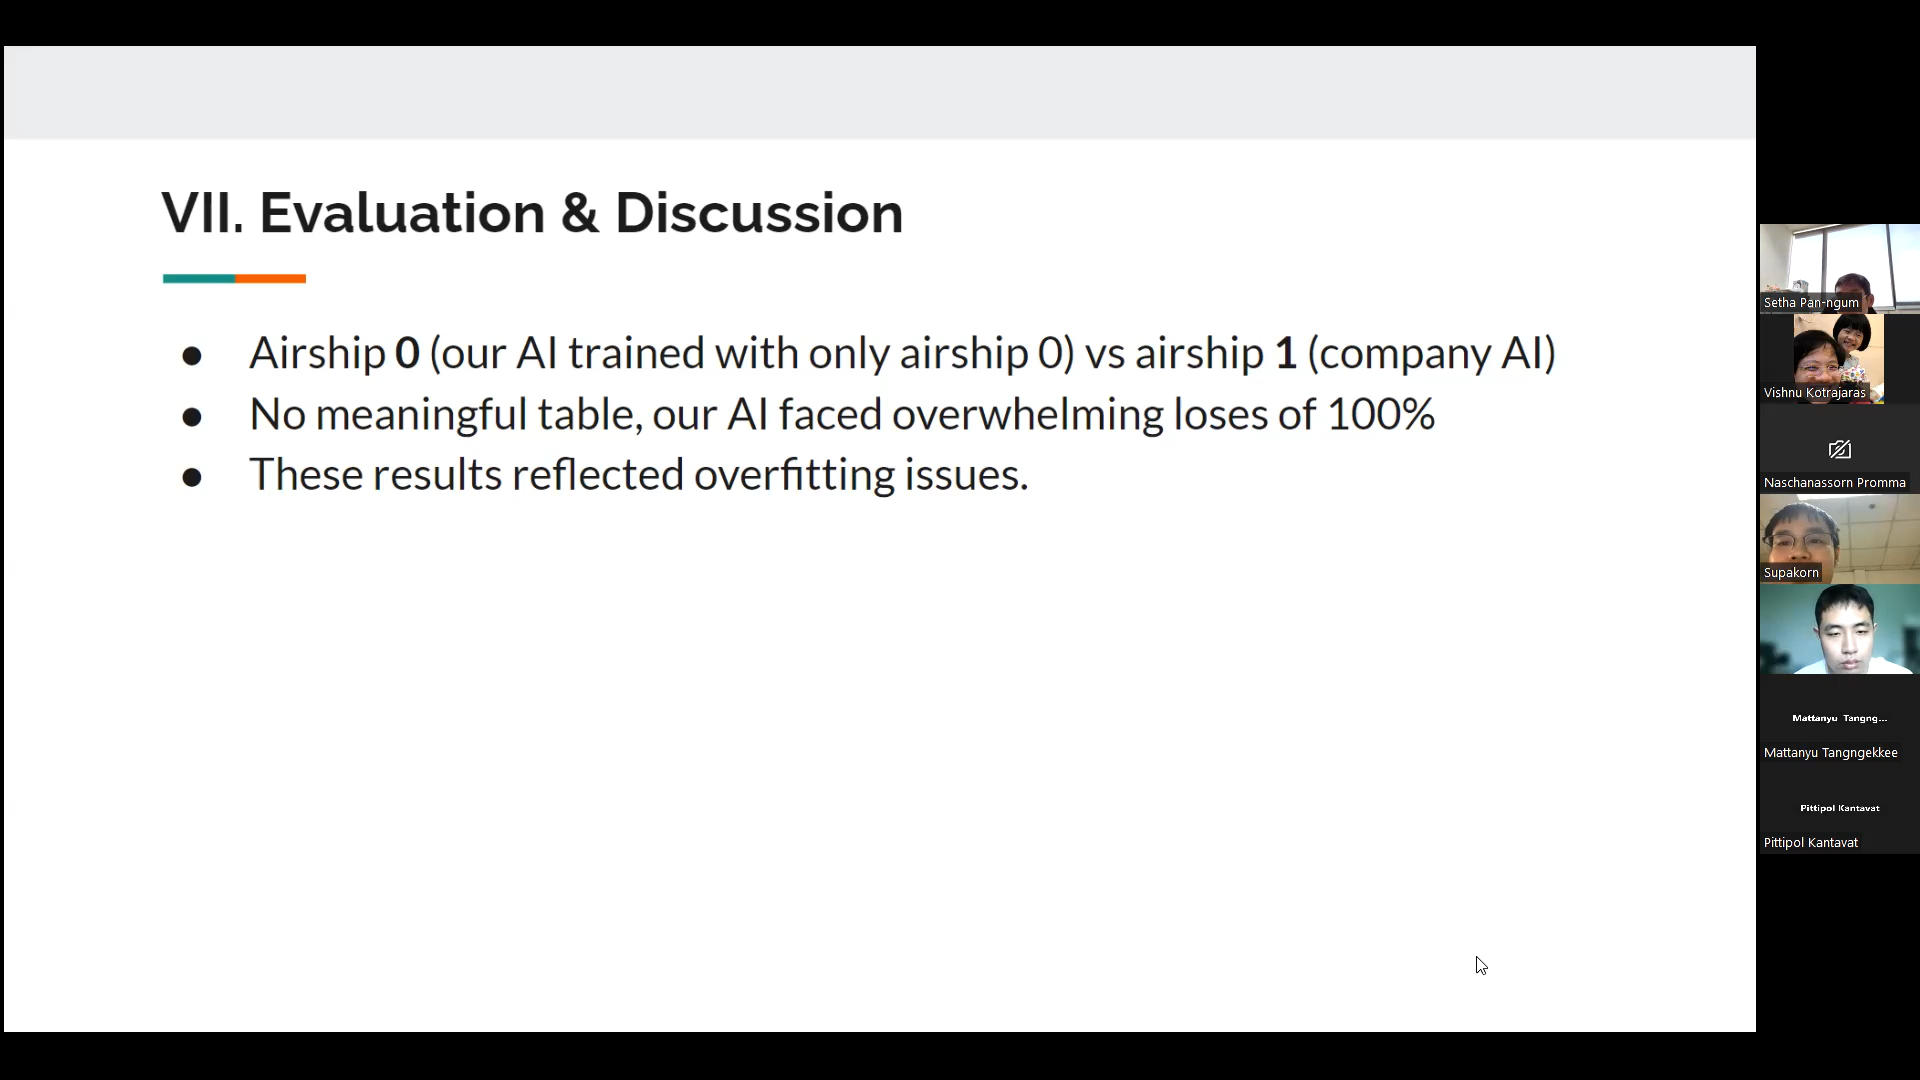 VII. Evaluation & Discussion
● Airship 0 (our AI trained with only airship 0) vs airship 1 (company AI)
● No meaningful table, our AI faced overwhelming loses of 100%
● These results reflected overfitting issues.
Setha Pan-ngum
Vishnu Kotrajaras
Naschanassorn Promma
Supakorn
Mattanyu Tangng...
Mattanyu Tangngekkee
Pittipol Kantavat
Pittipol Kantavat